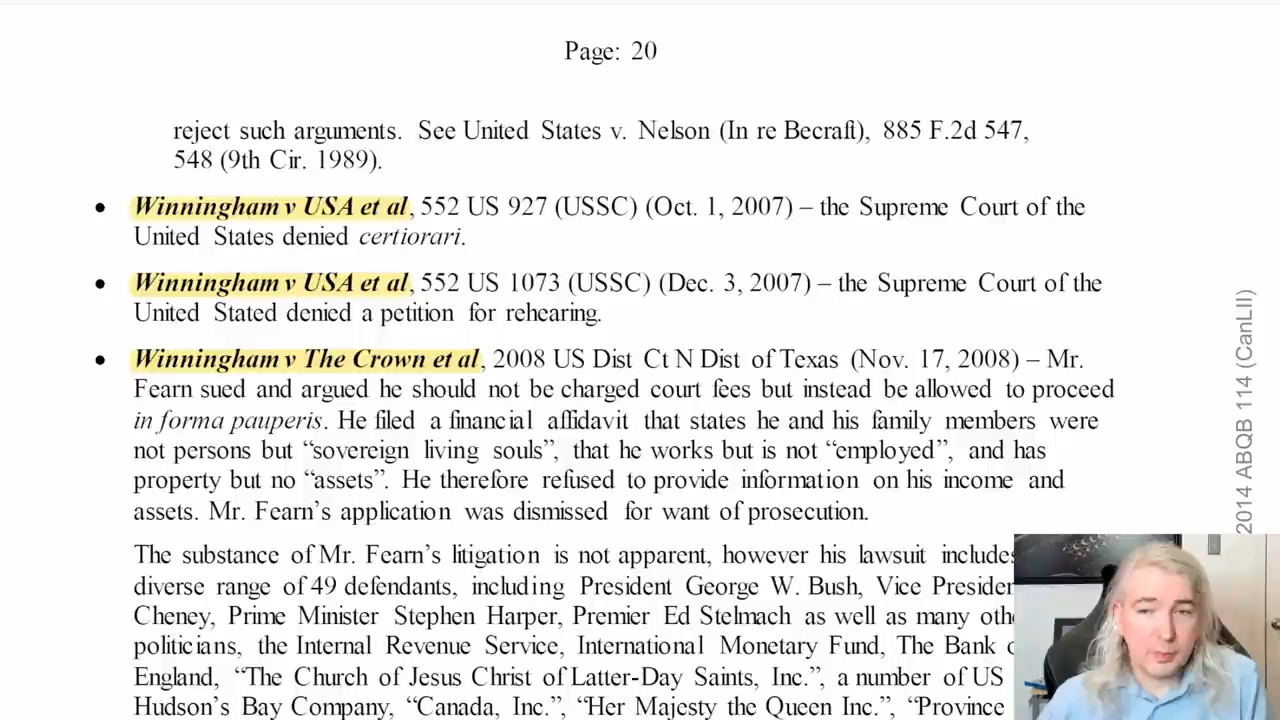 Page: 20
reject such arguments. See United States v. Nelson (In re Becraft), 885 F.2d 547,
548 (9th Cir. 1989).
• Winningham v USA et al, 552 US 927 (USSC) (Oct. 1, 2007) – the Supreme Court of the
United States denied certiorari.
• Winningham v USA et al, 552 US 1073 (USSC) (Dec. 3, 2007) – the Supreme Court of the
United Stated denied a petition for rehearing.
• Winningham v The Crown et al, 2008 US Dist Ct N Dist of Texas (Nov. 17, 2008) – Mr.
Fearn sued and argued he should not be charged court fees but instead be allowed to proceed
in forma pauperis. He filed a financial affidavit that states he and his family members were
not persons but “sovereign living souls”, that he works but is not “employed”, and has
property but no “assets”. He therefore refused to provide information on his income and
assets. Mr. Fearn’s application was dismissed for want of prosecution.
The substance of Mr. Fearn’s litigation is not apparent, however his lawsuit includes
diverse range of 49 defendants, including President George W. Bush, Vice
Cheney, Prime Minister Stephen Harper, Premier Ed Stelmach as well as many
politicians, the Internal Revenue Service, International Monetary Fund, The Bank
England, “The Church of Jesus Christ of Latter-Day Saints, Inc.”, a number of US
Hudson’s Bay Company, “Canada, Inc.”, “Her Majesty the Queen Inc.”, “Province
2014 ABQB 114 (CanLII)